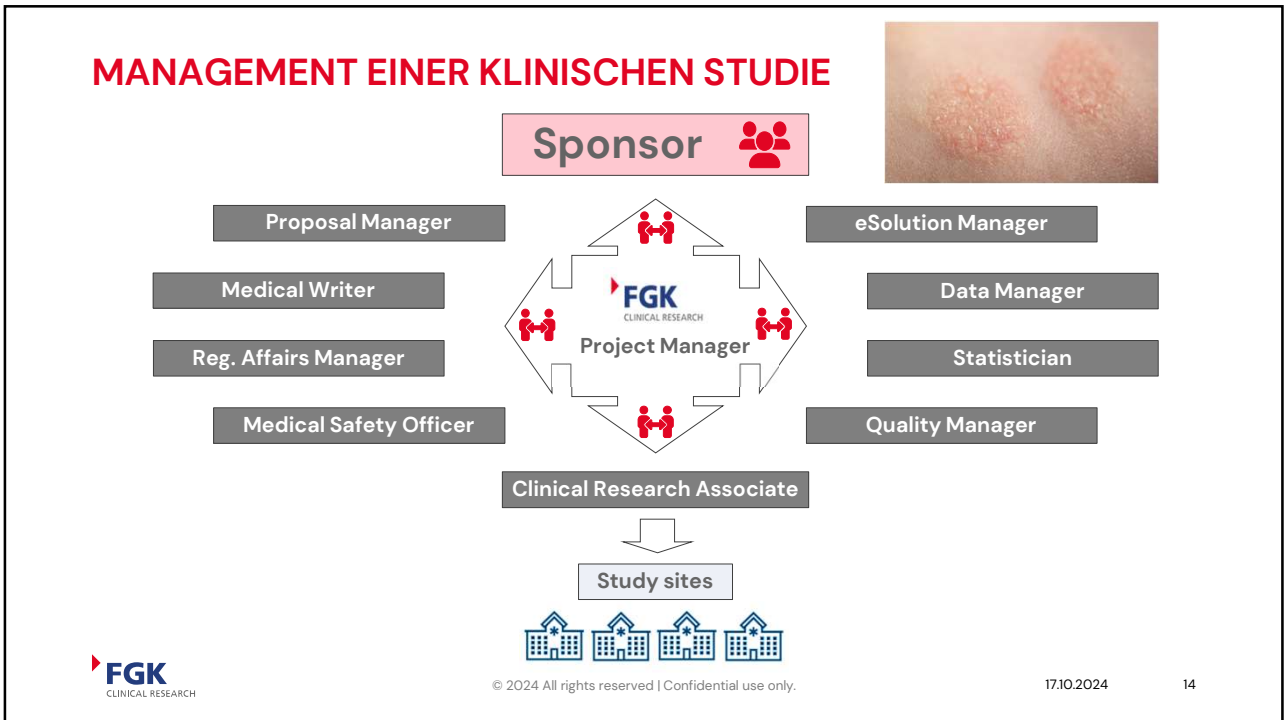 MANAGEMENT EINER KLINISCHEN STUDIE
Sponsor
Proposal Manager
eSolution Manager
Medical Writer
Data Manager
FGK
CLINICAL RESEARCH
Project Manager
Reg. Affairs Manager
Statistician
Medical Safety Officer
Quality Manager
Clinical Research Associate
Study sites
FGK
CLINICAL RESEARCH
© 2024 All rights reserved | Confidential use only.
17.10.2024
14